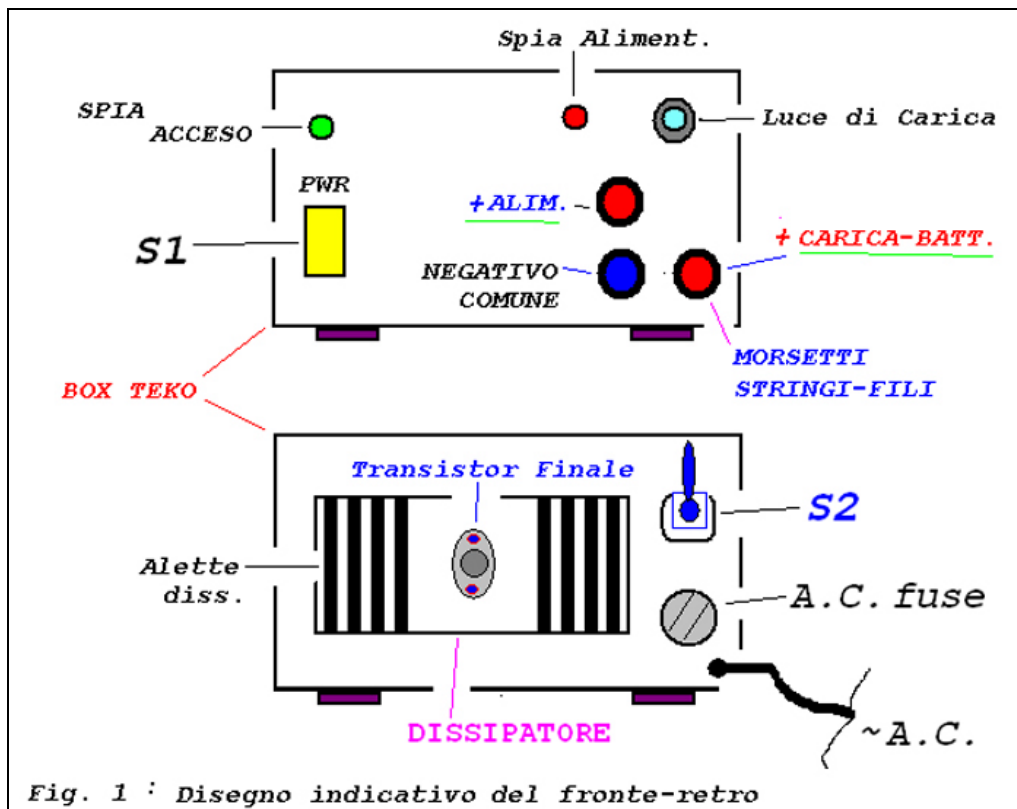 Spia Aliment.
SPIA
ACCESO
Luce di Carica
PWR
+ALIM.
S1
+ CARICA-BATT.
NEGATIVO
COMUNE
MORSETTI
STRINGI-FILI
BOX TEKO
Transistor Finale
S2
Alette
diss.
A.C. fuse
DISSIPATORE
~A.C.
Fig. 1 : Disegno indicativo del fronte-retro